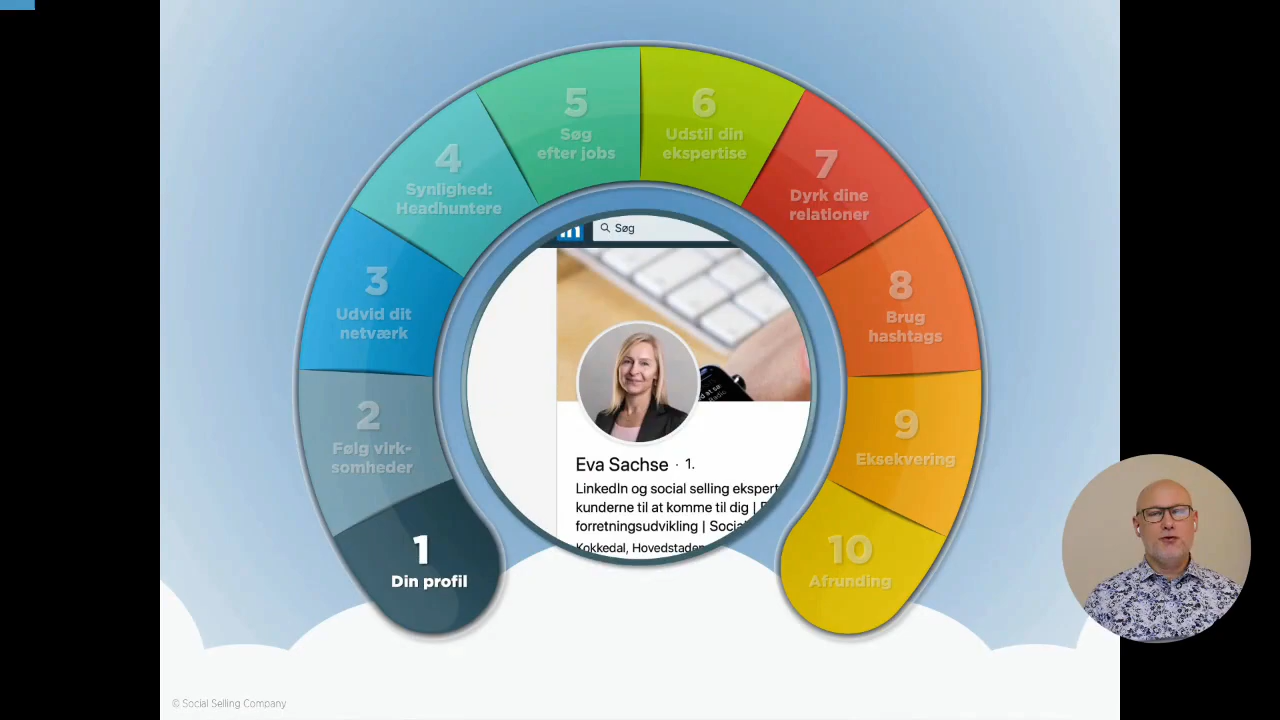 1
Din profil
2
Følg virk-
somheder
3
Udvid dit
netværk
4
Synlighed:
Headhuntere
5
Søg
efter jobs
6
Udstil din
ekspertise
7
Dyrk dine
relationer
8
Brug
hashtags
9
Eksekvering
10
Afrunding
in
Søg
Eva Sachse · 1.
LinkedIn og social selling ekspert
kunderne til at komme til dig |
forretningsudvikling | Social
Kokkedal, Hovedstaden
© Social Selling Company